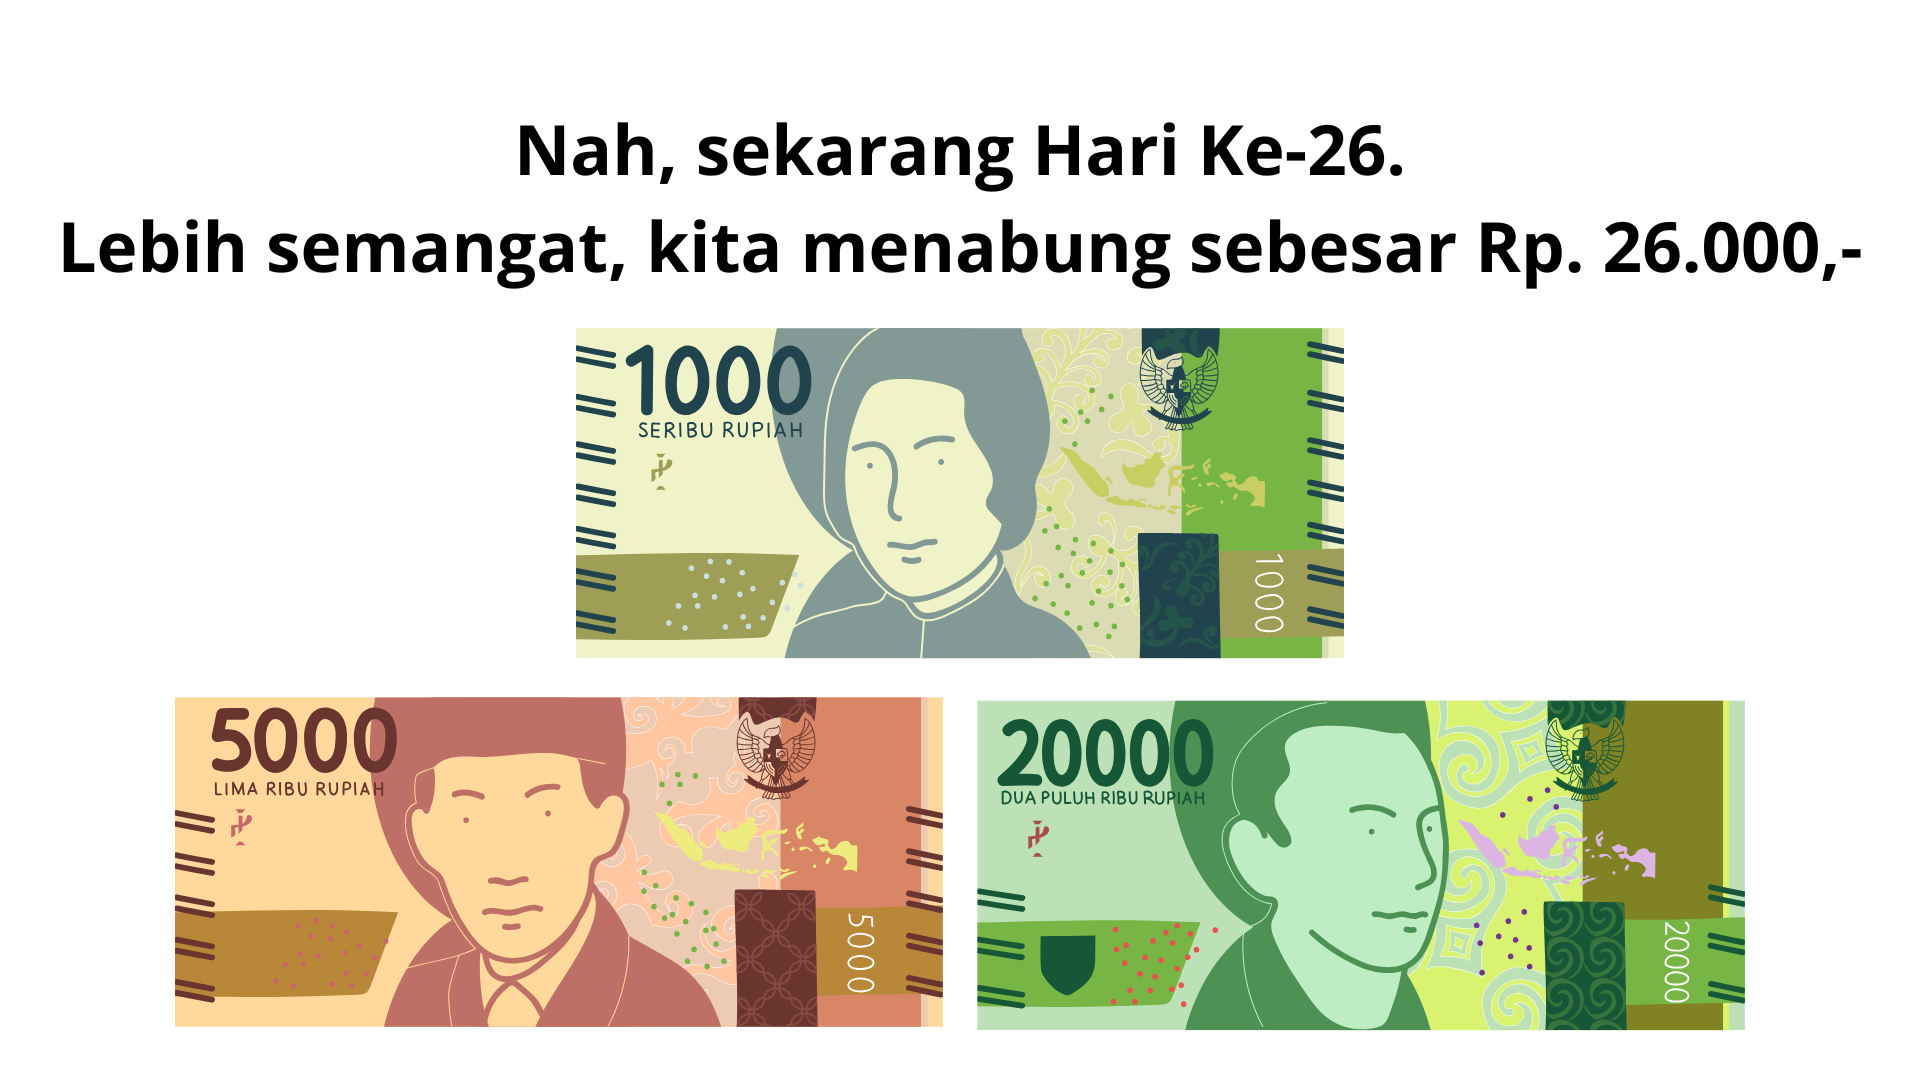 Nah, sekarang Hari Ke-26.
Lebih semangat, kita menabung sebesar Rp. 26.000,-
1000
SERIBU RUPIAH
1000
5000
LIMA RIBU RUPIAH
5000
20000
DUA PULUH RIBU RUPIAH
20000